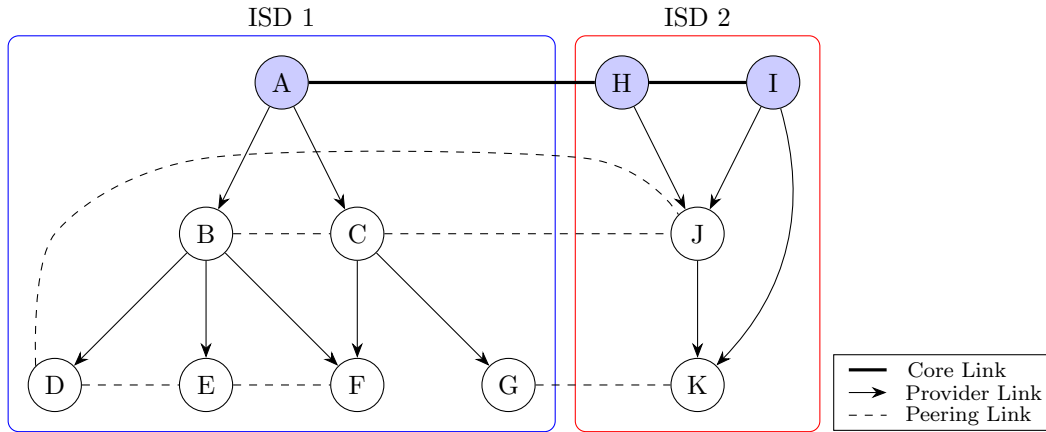 ISD 1
ISD 2
A
H
I
B
C
J
D
E
F
G
K
Core Link
Provider Link
Peering Link